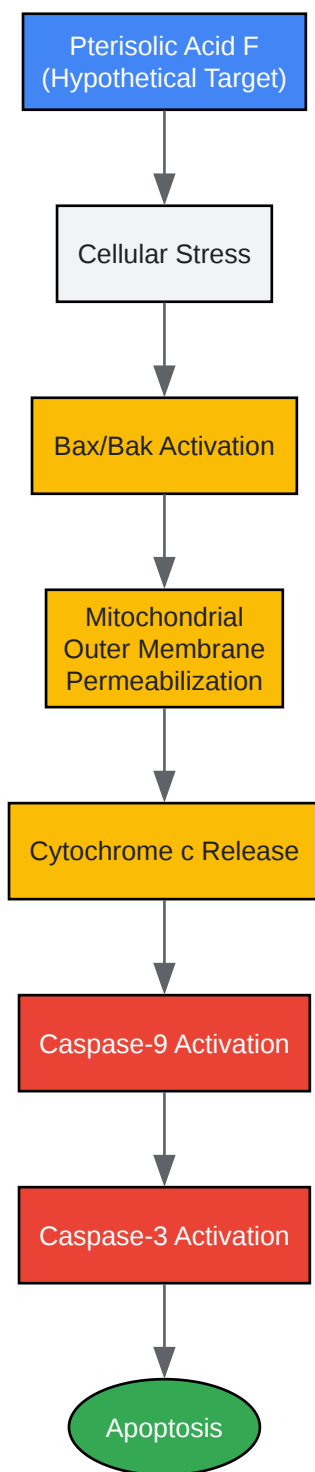 Pterisolic Acid F
(Hypothetical Target)
Cellular Stress
Bax/Bak Activation
Mitochondrial
Outer Membrane
Permeabilization
Cytochrome c Release
Caspase-9 Activation
Caspase-3 Activation
Apoptosis